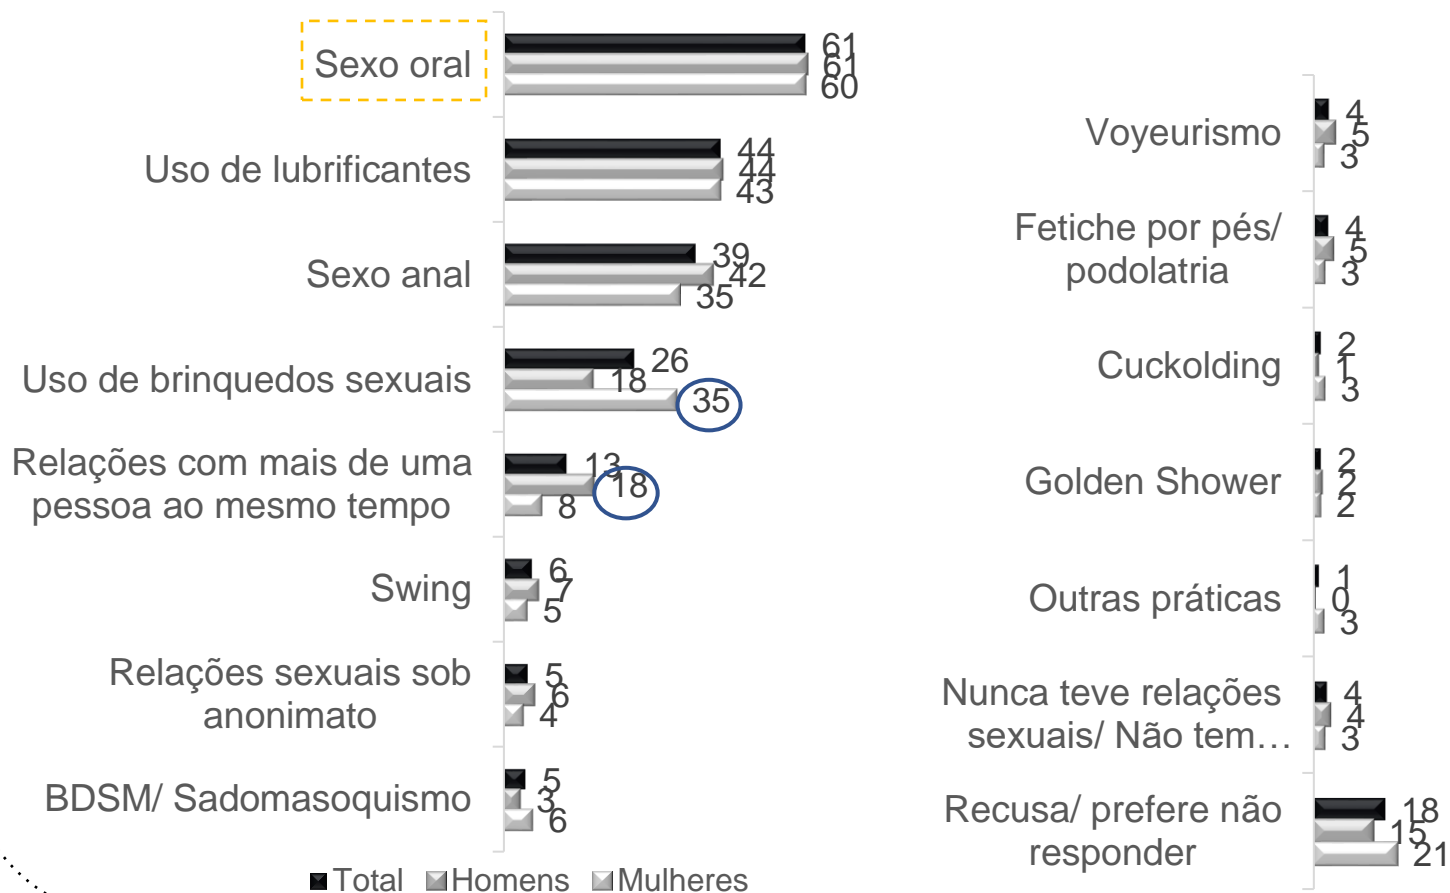 Sexo oral
61
61
60
Uso de lubrificantes
44
44
43
Sexo anal
39
42
35
Uso de brinquedos sexuais
26
18
35
Relações com mais de uma
pessoa ao mesmo tempo
13
18
8
Swing
6
7
5
Relações sexuais sob
anonimato
5
6
4
BDSM/ Sadomasoquismo
5
3
6
Voyeurismo
4
5
3
Fetiche por pés/
podolatria
4
5
3
Cuckolding
2
1
3
Golden Shower
2
2
2
Outras práticas
1
0
3
Nunca teve relações
sexuais/ Não tem…
4
4
3
Recusa/ prefere não
responder
18
15
21
Total Homens Mulheres